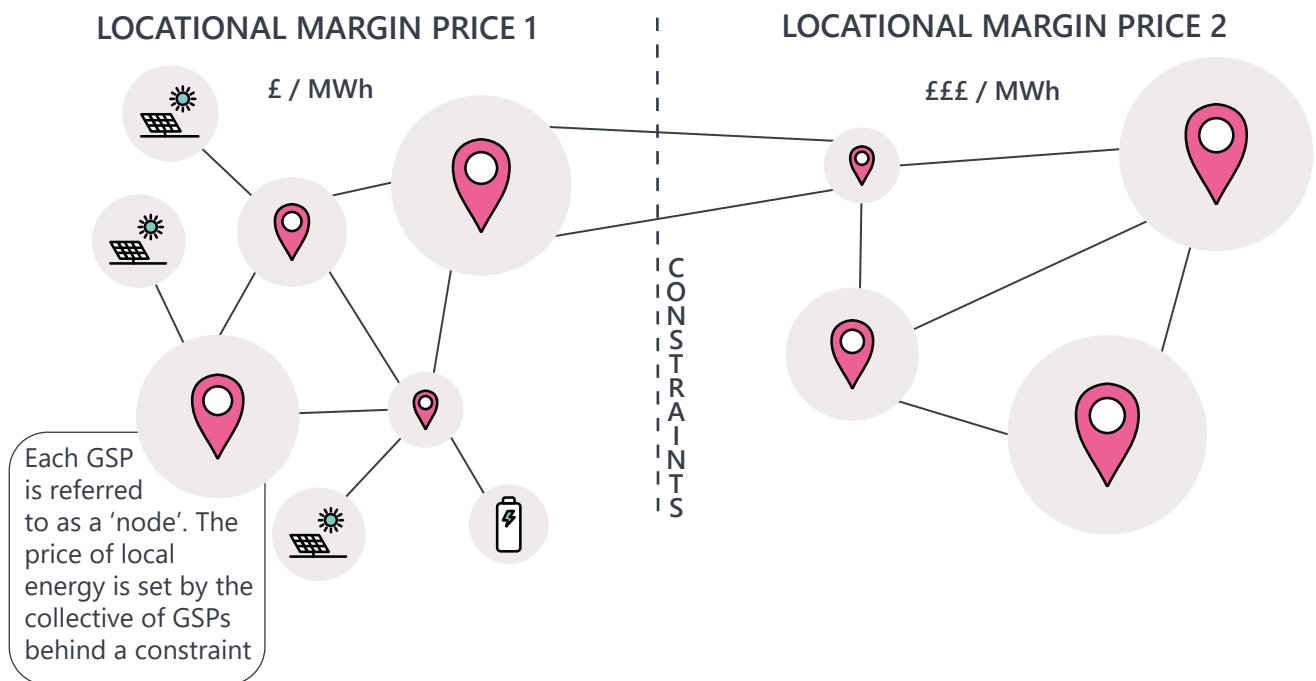 LOCATIONAL MARGIN PRICE 1
£ / MWh
LOCATIONAL MARGIN PRICE 2
£££ / MWh
CONSTRAINTS
Each GSP
is referred
to as a ‘node’. The
price of local
energy is set by the
collective of GSPs
behind a constraint